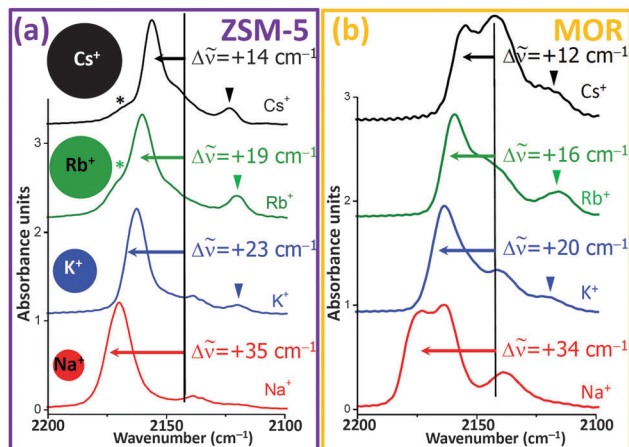 (a) ZSM-5
Cs⁺
Δν̃=+14 cm⁻¹
*
Cs⁺
3
Rb⁺
*
Δν̃=+19 cm⁻¹
Rb⁺
2
K⁺
Δν̃=+23 cm⁻¹
K⁺
1
Na⁺
Δν̃=+35 cm⁻¹
Na⁺
0
2200 2150 2100
Wavenumber (cm⁻¹)
Absorbance units
(b) MOR
Δν̃=+12 cm⁻¹
Cs⁺
3
Δν̃=+16 cm⁻¹
Rb⁺
2
Δν̃=+20 cm⁻¹
K⁺
1
Δν̃=+34 cm⁻¹
Na⁺
0
2200 2150 2100
Wavenumber (cm⁻¹)
Absorbance units